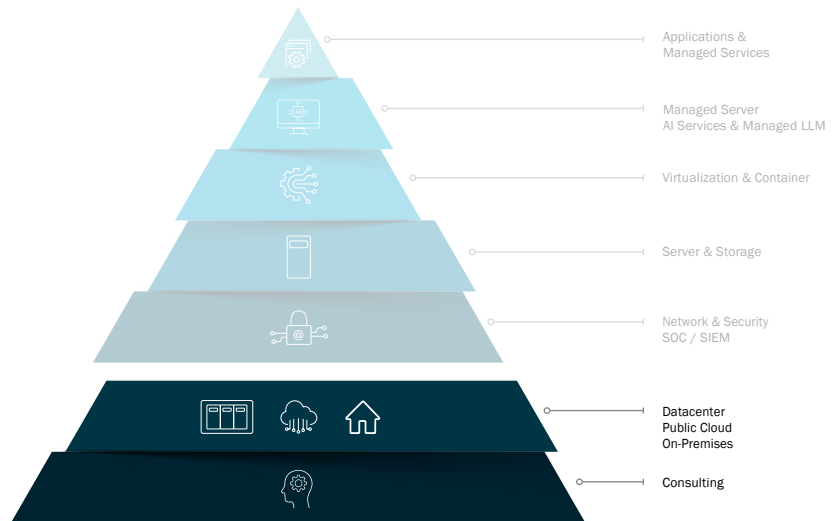 Applications &
Managed Services
AI
Managed Server
AI Services & Managed LLM
Virtualization & Container
Server & Storage
@
Network & Security
SOC / SIEM
Datacenter
Public Cloud
On-Premises
Consulting